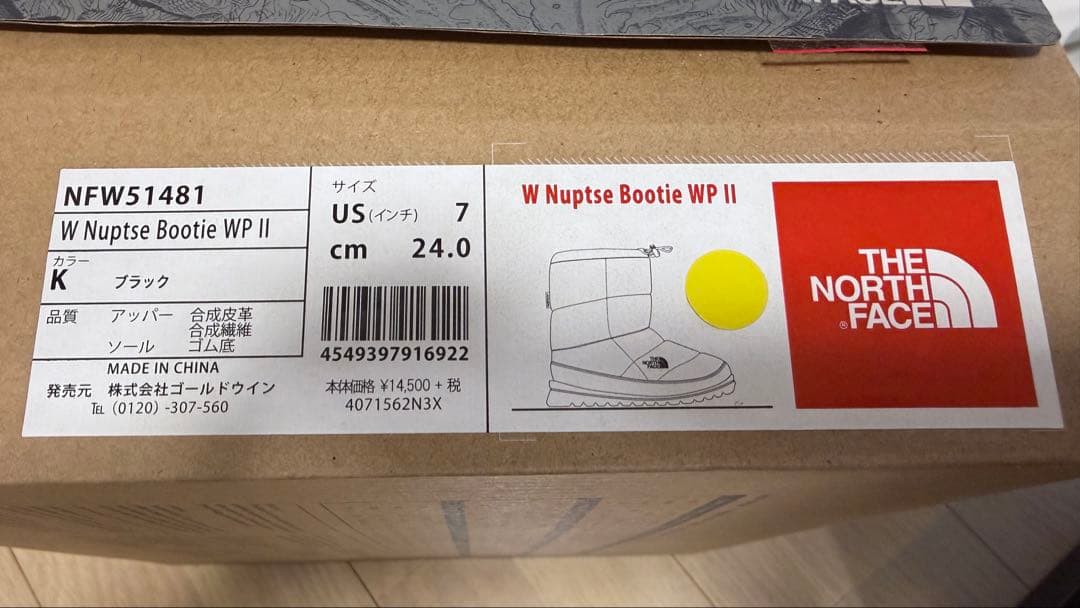 FACE
NFW51481
W Nuptse Bootie WP II
カラー
K ブラック
品質 アッパー 合成皮革
合成繊維
ソール ゴム底
MADE IN CHINA
発売元 株式会社ゴールドウイン
℡ (0120) -307-560
サイズ
US (インチ) 7
cm 24.0
4549397916922
本体価格 ¥14,500 + 税
4071562N3X
W Nuptse Bootie WP II
THE
NORTH
FACE
THE
NORTH
® FACE